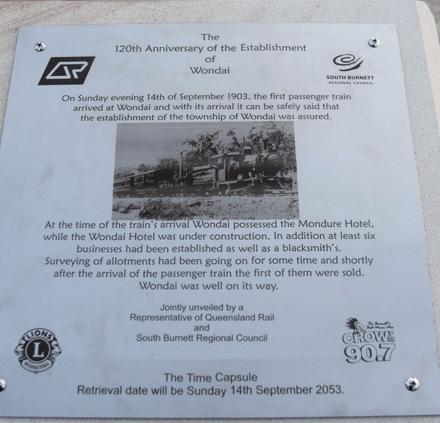 The
120th Anniversary of the Establishment
of
Wondai
QR
SOUTH BURNETT
REGIONAL COUNCIL
On Sunday evening 14th of September 1903, the first passenger train
arrived at Wondai and with its arrival it can be safely said that
the establishment of the township of Wondai was assured.
At the time of the train's arrival Wondai possessed the Mondure Hotel,
while the Wondai Hotel was under construction. In addition at least six
businesses had been established as well as a blacksmith's.
Surveying of allotments had been going on for some time and shortly
after the arrival of the passenger train the first of them were sold.
Wondai was well on its way.
Jointly unveiled by a
Representative of Queensland Rail
and
South Burnett Regional Council
LIONS
L
INTERNATIONAL
CROW FM
90.7
The Time Capsule
Retrieval date will be Sunday 14th September 2053.